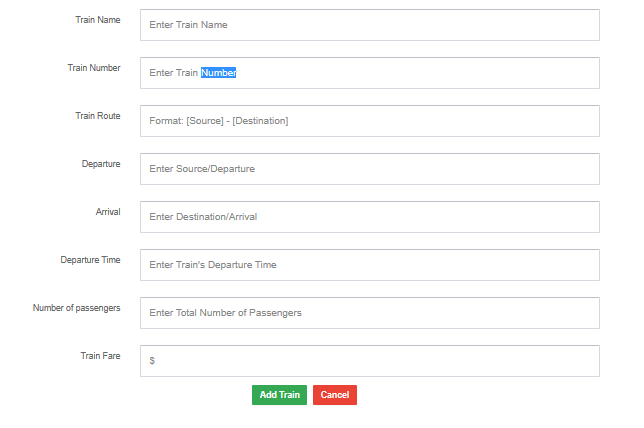 Train Name
Enter Train Name
Train Number
Enter Train Number
Train Route
Format: [Source] - [Destination]
Departure
Enter Source/Departure
Arrival
Enter Destination/Arrival
Departure Time
Enter Train's Departure Time
Number of passengers
Enter Total Number of Passengers
Train Fare
$
Add Train Cancel